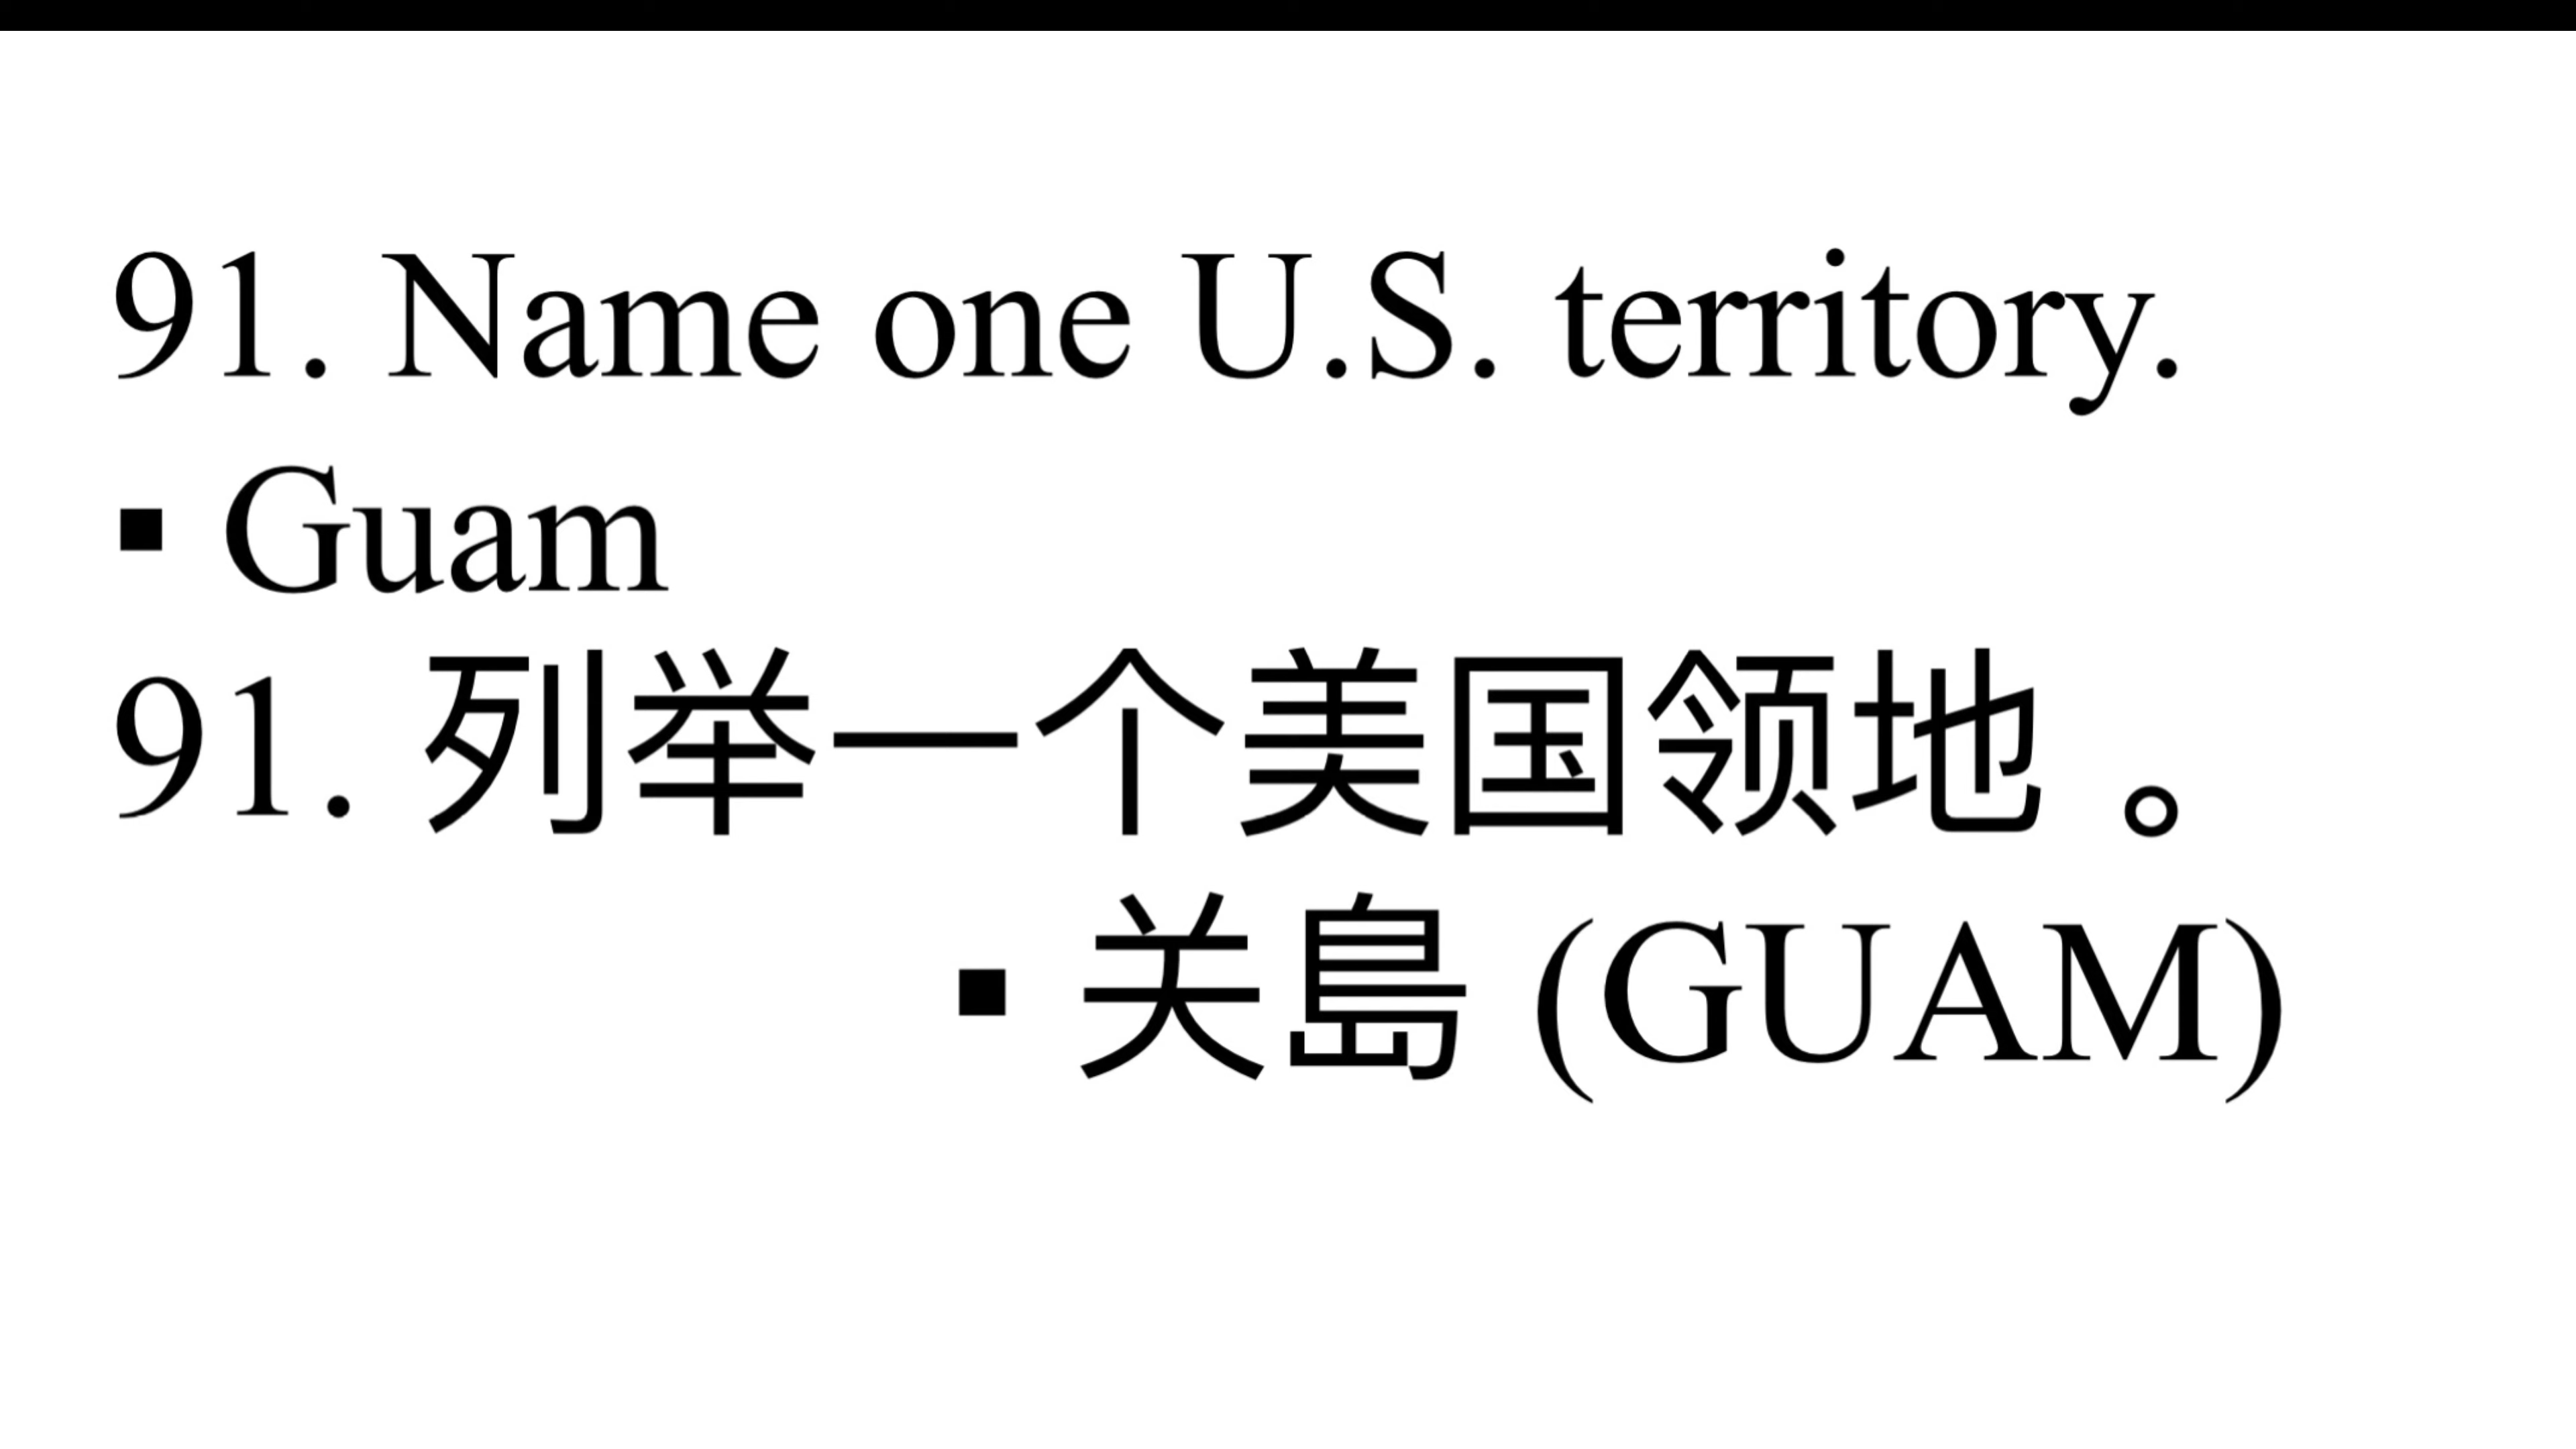 91. Name one U.S. territory.
▪ Guam
91. 列举一个美国领地 。
▪ 关島 (GUAM)